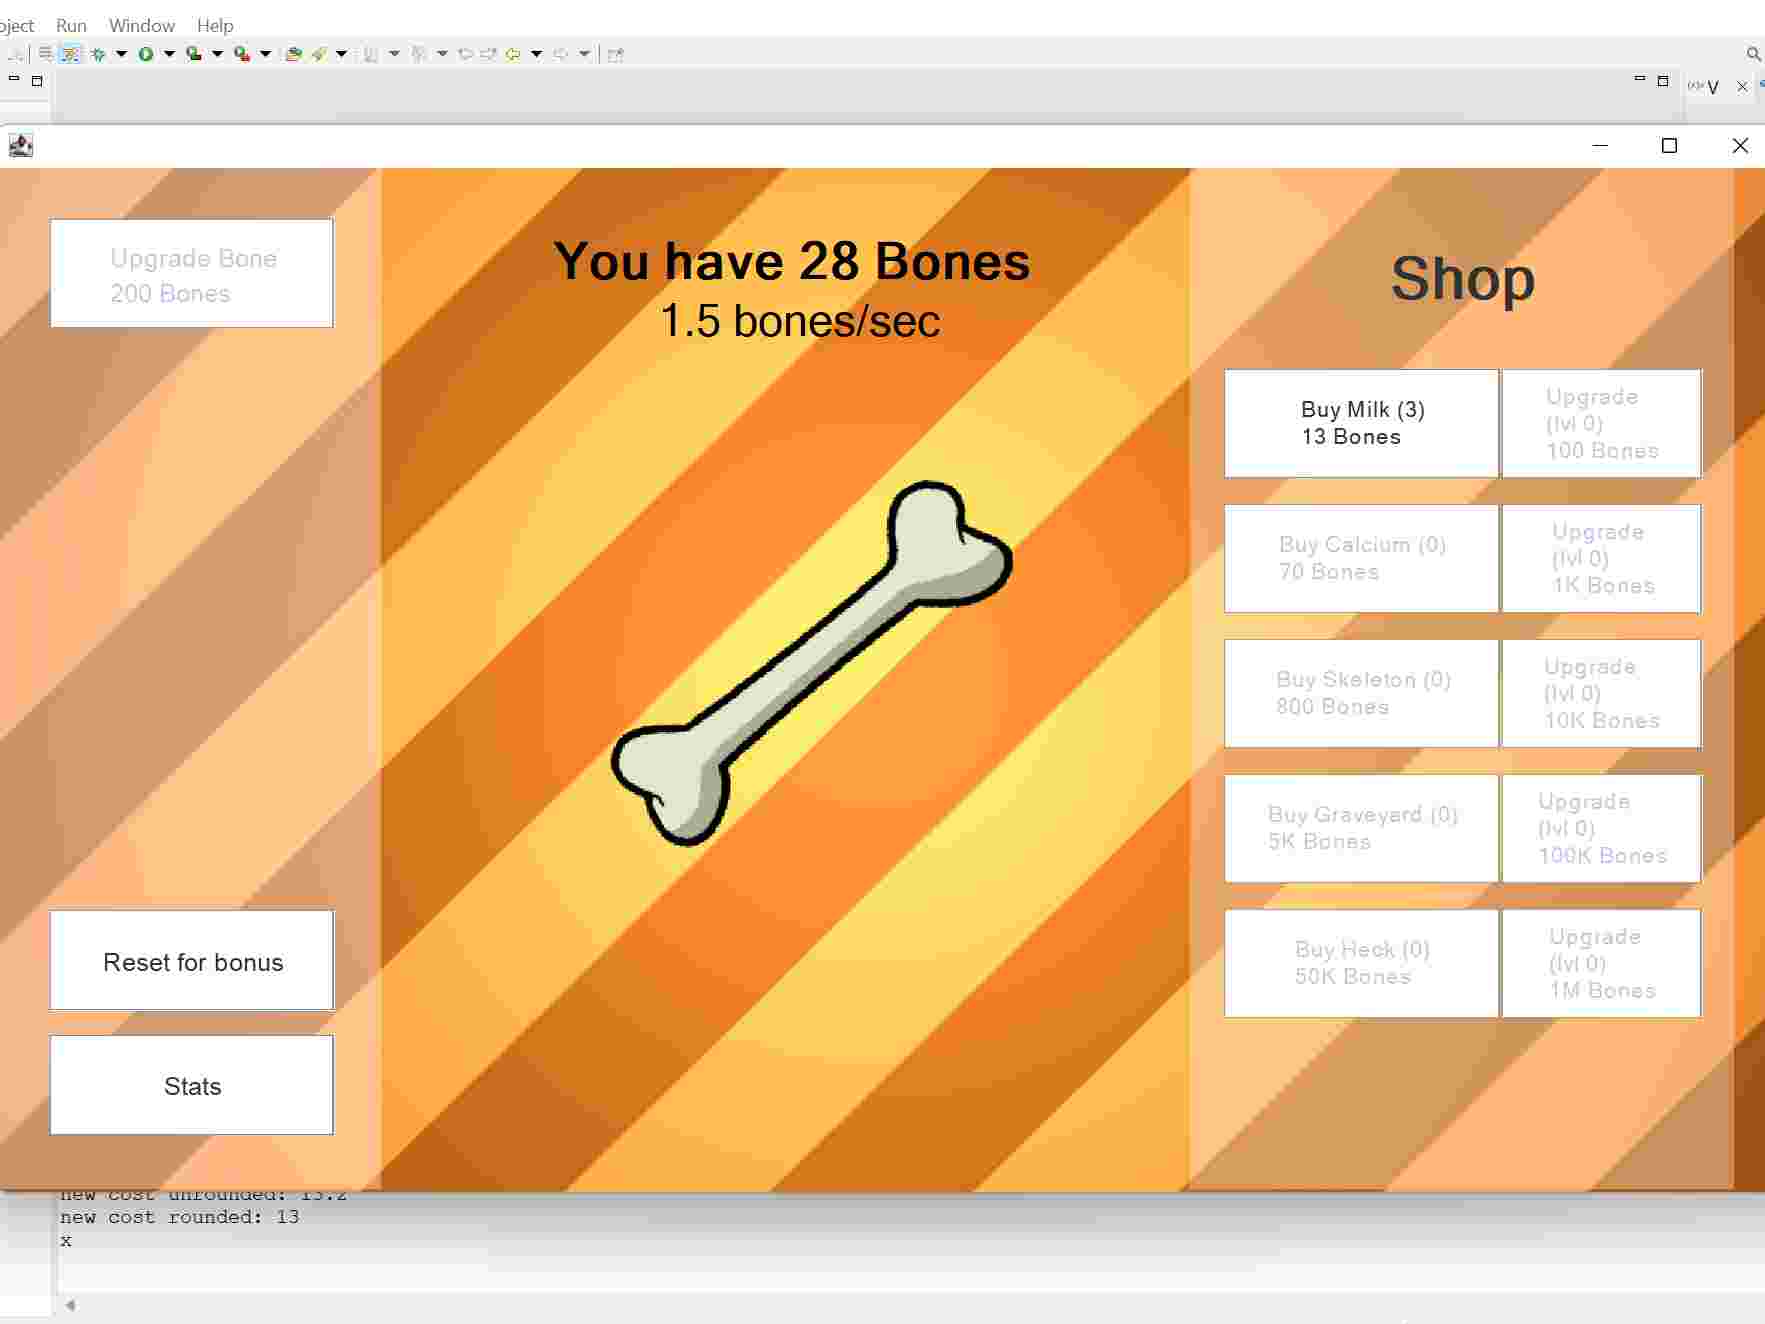 oject Run Window Help
V
Upgrade Bone
200 Bones
You have 28 Bones
1.5 bones/sec
Shop
Buy Milk (3)
13 Bones
Upgrade
(lvl 0)
100 Bones
Buy Calcium (0)
70 Bones
Upgrade
(lvl 0)
1K Bones
Buy Skeleton (0)
800 Bones
Upgrade
(lvl 0)
10K Bones
Buy Graveyard (0)
5K Bones
Upgrade
(lvl 0)
100K Bones
Buy Heck (0)
50K Bones
Upgrade
(lvl 0)
1M Bones
Reset for bonus
Stats
new cost unrounded: 13.2
new cost rounded: 13
x